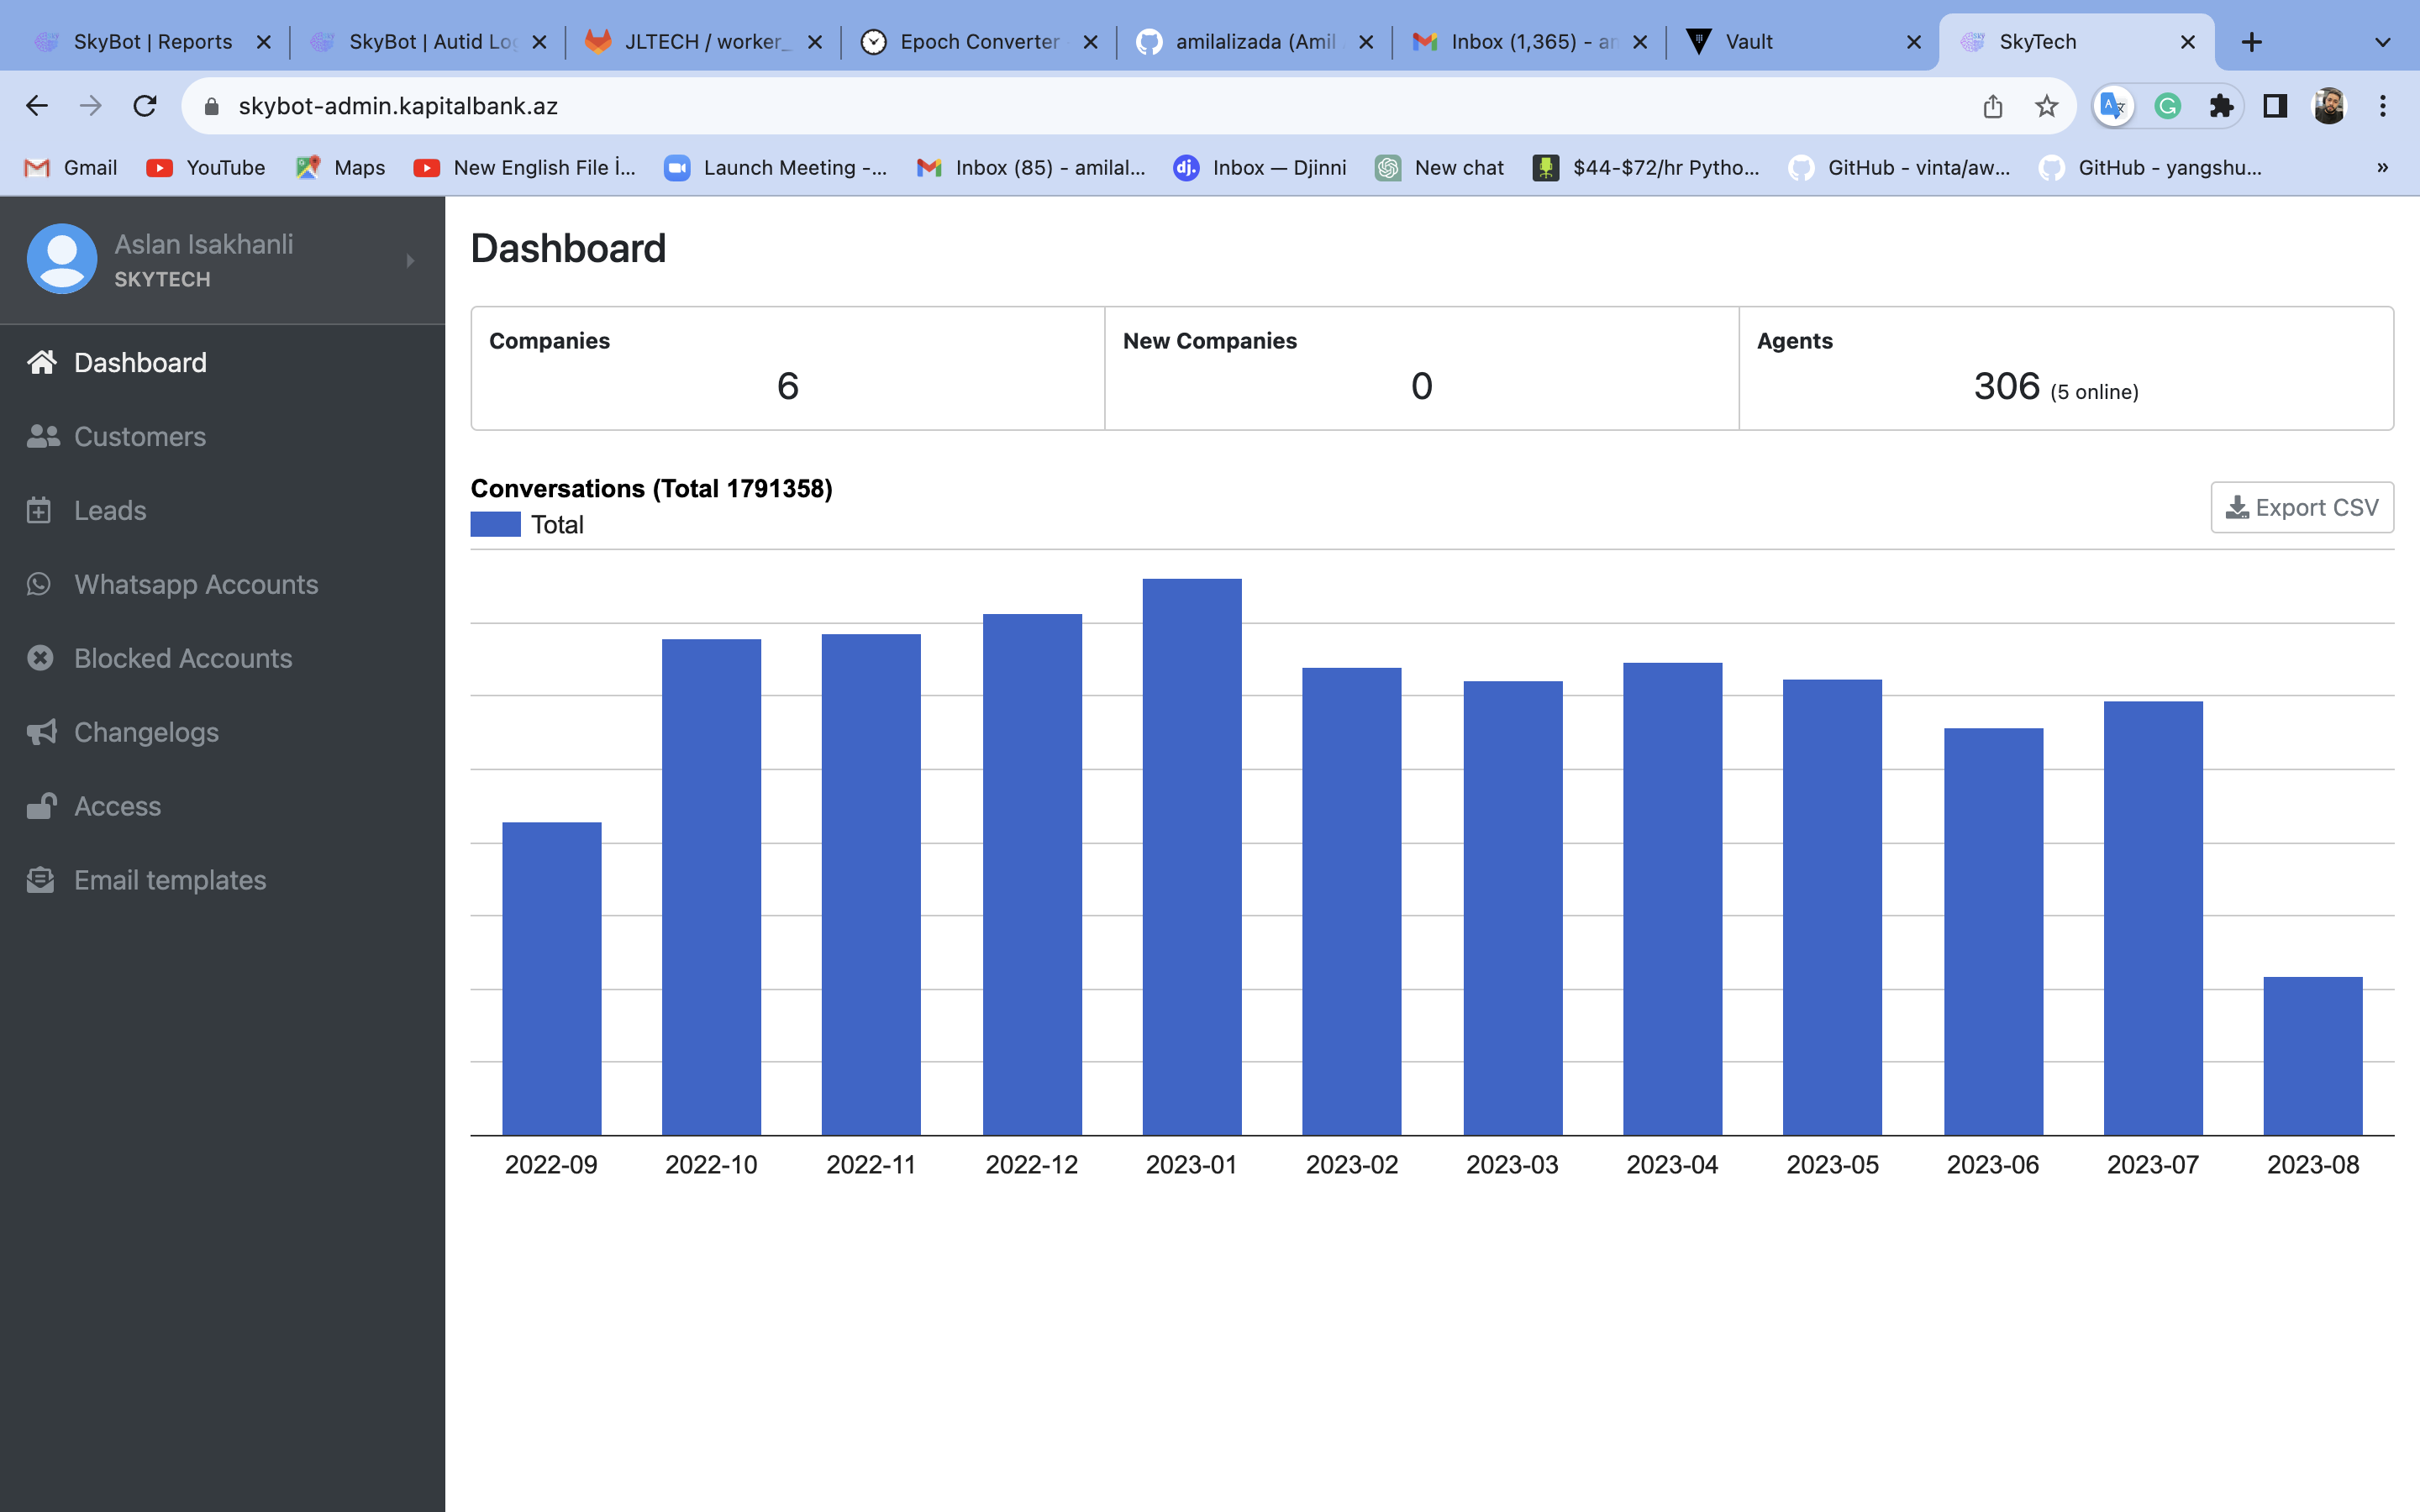 SkyBot | Reports
SkyBot | Autid Log
JLTECH / worker_
Epoch Converter
amilalizada (Amil
Inbox (1,365) - an
Vault
SkyTech
skybot-admin.kapitalbank.az
Gmail
YouTube
Maps
New English File İ...
Launch Meeting -...
Inbox (85) - amilal...
dj. Inbox — Djinni
New chat
$44-$72/hr Pytho...
GitHub - vinta/aw...
GitHub - yangshu...
»
Aslan Isakhanli
SKYTECH
Dashboard
Customers
Leads
Whatsapp Accounts
Blocked Accounts
Changelogs
Access
Email templates
Dashboard
Companies
6
New Companies
0
Agents
306 (5 online)
Conversations (Total 1791358)
Total
Export CSV
2022-09 2022-10 2022-11 2022-12 2023-01 2023-02 2023-03 2023-04 2023-05 2023-06 2023-07 2023-08